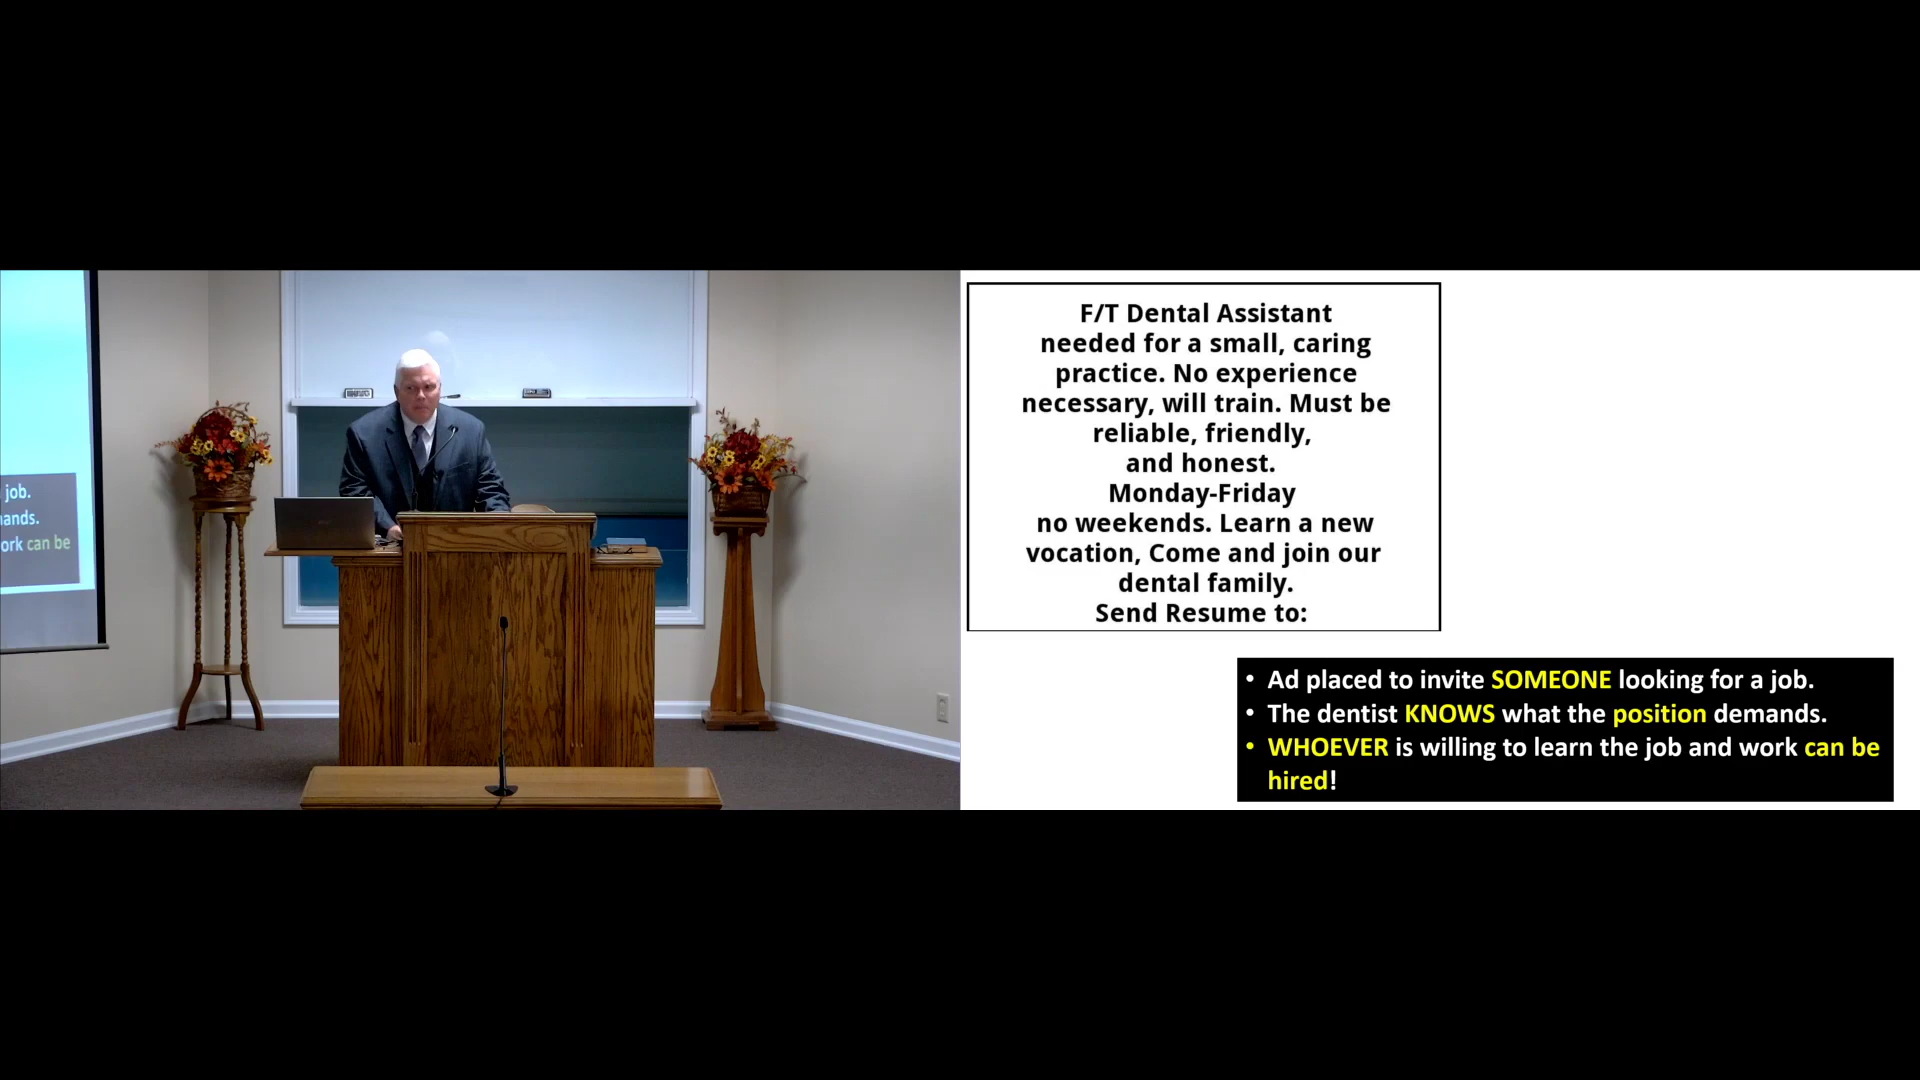 job.
ands.
ork can be
F/T Dental Assistant
needed for a small, caring
practice. No experience
necessary, will train. Must be
reliable, friendly,
and honest.
Monday-Friday
no weekends. Learn a new
vocation, Come and join our
dental family.
Send Resume to:
• Ad placed to invite SOMEONE looking for a job.
• The dentist KNOWS what the position demands.
• WHOEVER is willing to learn the job and work can be
hired!